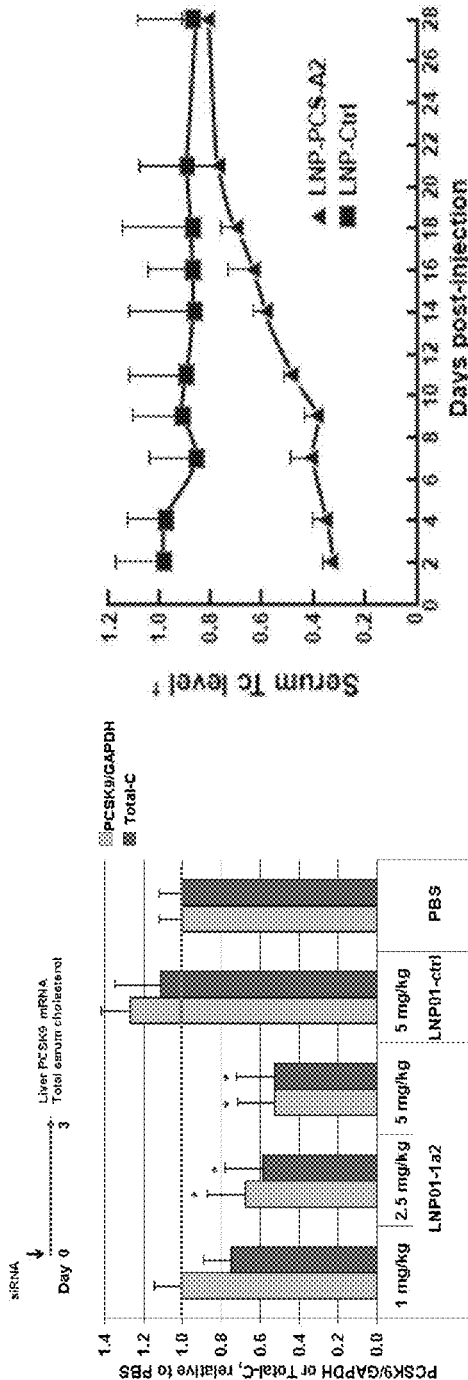 siRNA
Day 0
3
Liver PCSK9 mRNA
Total serum cholesterol
PCSK9/GAPDH
Total-C
PCSK9/GAPDH or Total-C, relative to PBS
1.4
1.2
1.0
0.8
0.6
0.4
0.2
0.0
* *
* *
1 mg/kg
2.5 mg/kg
5 mg/kg
5 mg/kg
LNP01-1a2
LNP01-ctrl
PBS
Serum Tc level
1.2
1.0
0.8
0.6
0.4
0
2
4
6
8
10
12
14
16
18
20
22
24
26
28
Days post-injection
LNP-PCS-A2
LNP-Ctrl